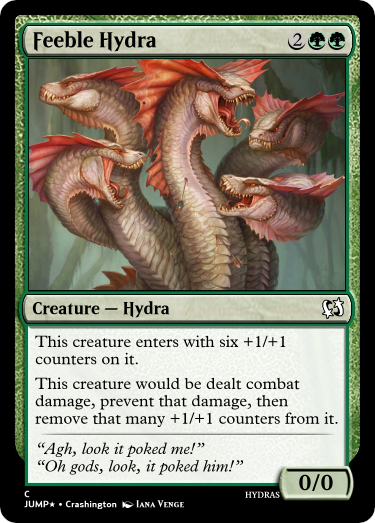 Feeble Hydra 2
Creature — Hydra
This creature enters with six +1/+1
counters on it.
This creature would be dealt combat
damage, prevent that damage, then
remove that many +1/+1 counters from it.
“Agh, look it poked me!”
“Oh gods, look, it poked him!”
HYDRAS
0/0
C
JUMP★ • Crashington Iana Venge